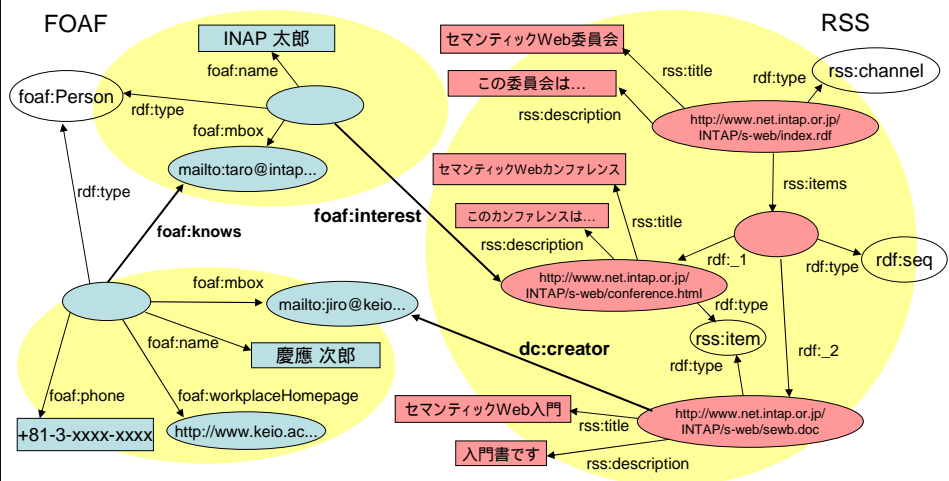 FOAF
RSS
INAP 太郎
foaf:name
foaf:Person
rdf:type
foaf:mbox
mailto:taro@intap...
rdf:type
foaf:knows
foaf:interest
foaf:mbox
mailto:jiro@keio...
foaf:name
慶應 次郎
foaf:phone
foaf:workplaceHomepage
+81-3-xxxx-xxxx
http://www.keio.ac...
セマンティックWeb委員会
rss:title
rdf:type
rss:channel
この委員会は...
rss:description
http://www.net.intap.or.jp/
INTAP/s-web/index.rdf
セマンティックWebカンファレンス
rss:items
このカンファレンスは...
rss:title
rss:description
rdf:_1
rdf:type
rdf:seq
http://www.net.intap.or.jp/
INTAP/s-web/conference.html
rdf:type
rss:item
dc:creator
rdf:type
rdf:_2
セマンティックWeb入門
rss:title
http://www.net.intap.or.jp/
INTAP/s-web/sewb.doc
入門書です
rss:description